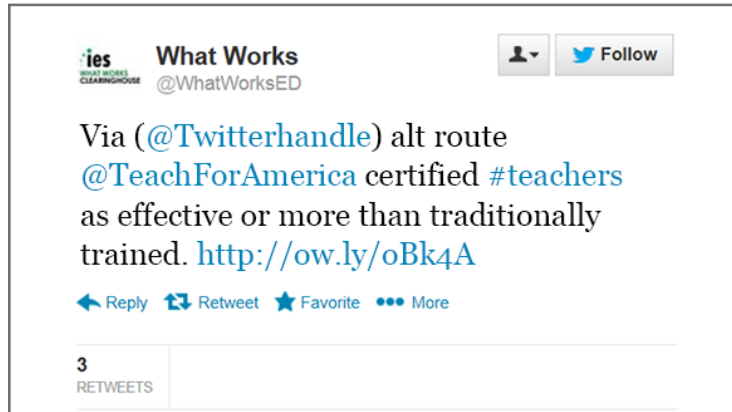 ies
WHAT WORKS
CLEARINGHOUSE
What Works
@WhatWorksED
Follow
Via (@Twitterhandle) alt route
@TeachForAmerica certified #teachers
as effective or more than traditionally
trained. http://ow.ly/oBk4A
Reply Retweet Favorite More
3
RETWEETS